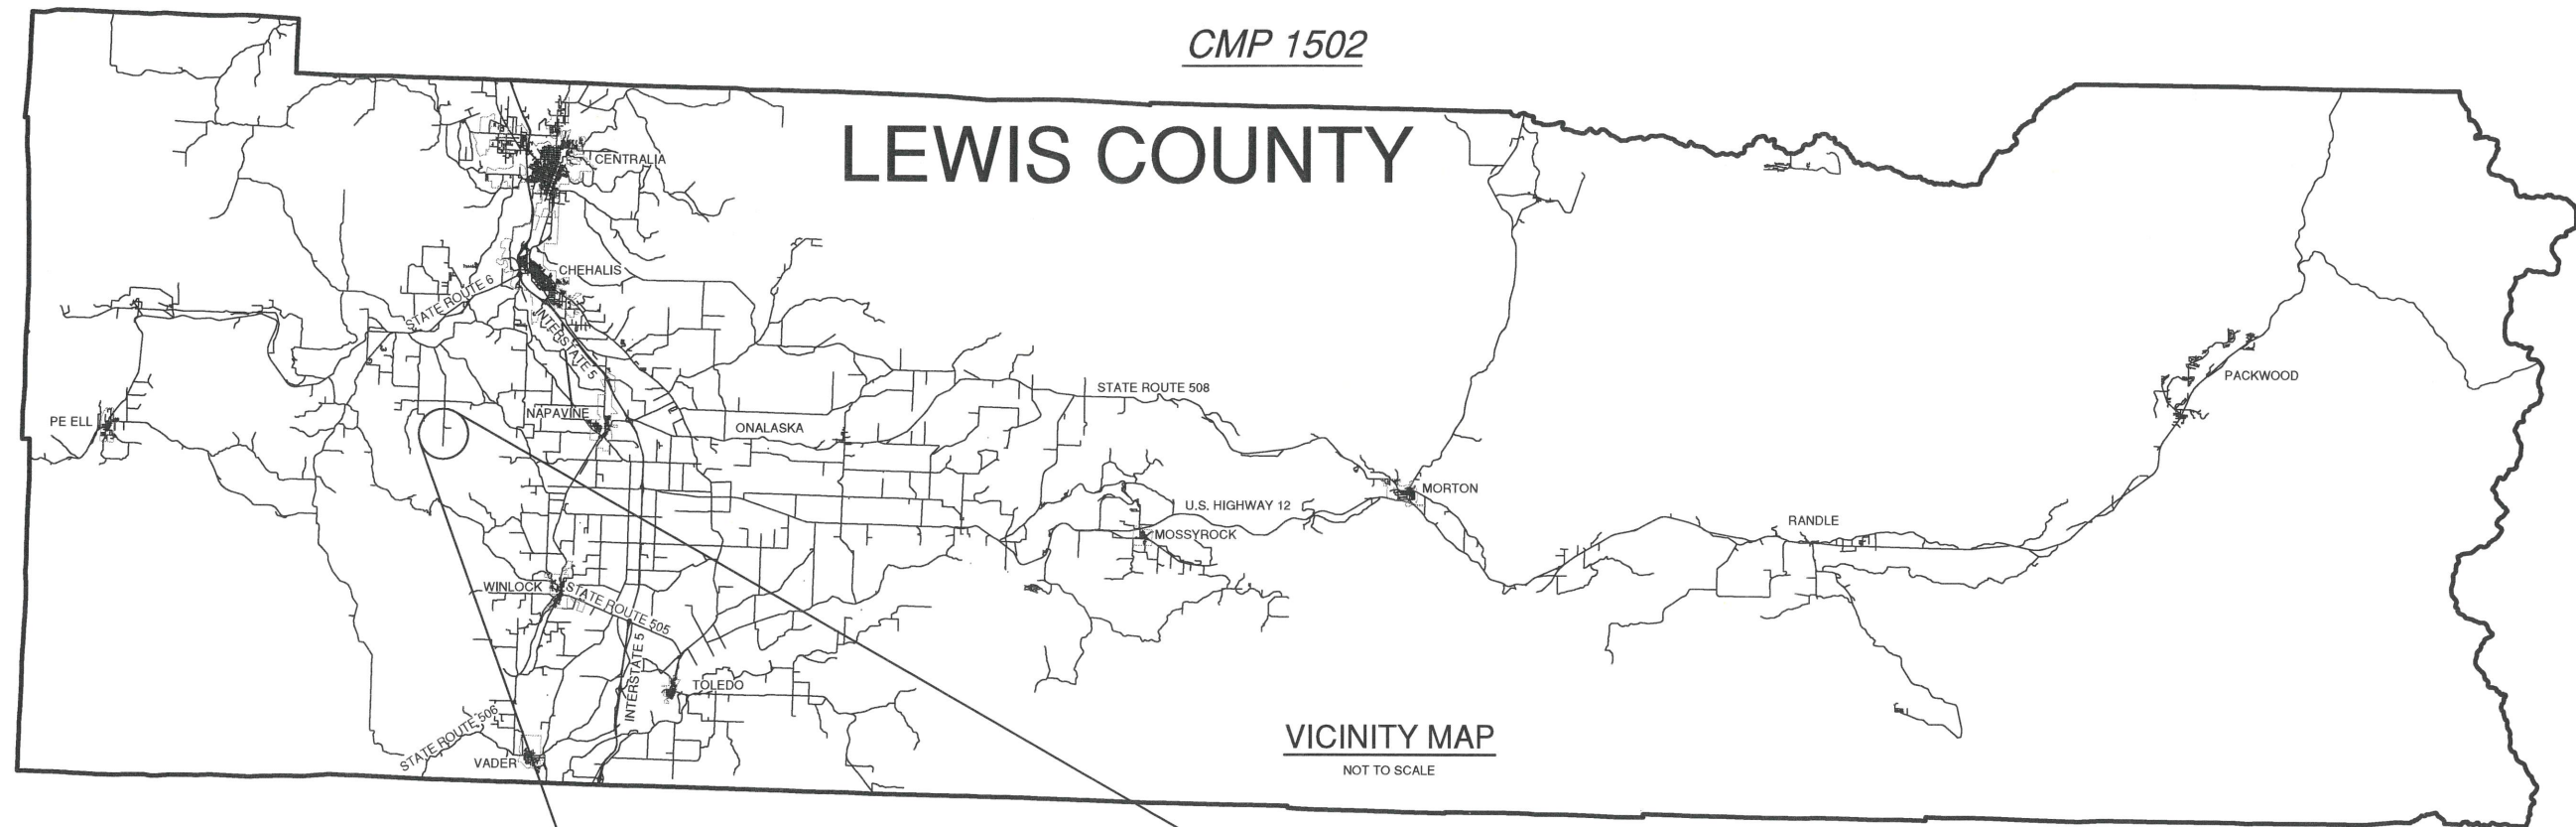 CMP 1502
LEWIS COUNTY
CENTRALIA
CHEHALIS
STATE ROUTE 6
INTERSTATE 5
PACKWOOD
STATE ROUTE 508
PE ELL
NAPAVINE
ONALASKA
MORTON
U.S. HIGHWAY 12
RANDLE
MOSSYROCK
WINLOCK
STATE ROUTE 505
INTERSTATE 5
TOLEDO
STATE ROUTE 506
VADER
VICINITY MAP
NOT TO SCALE